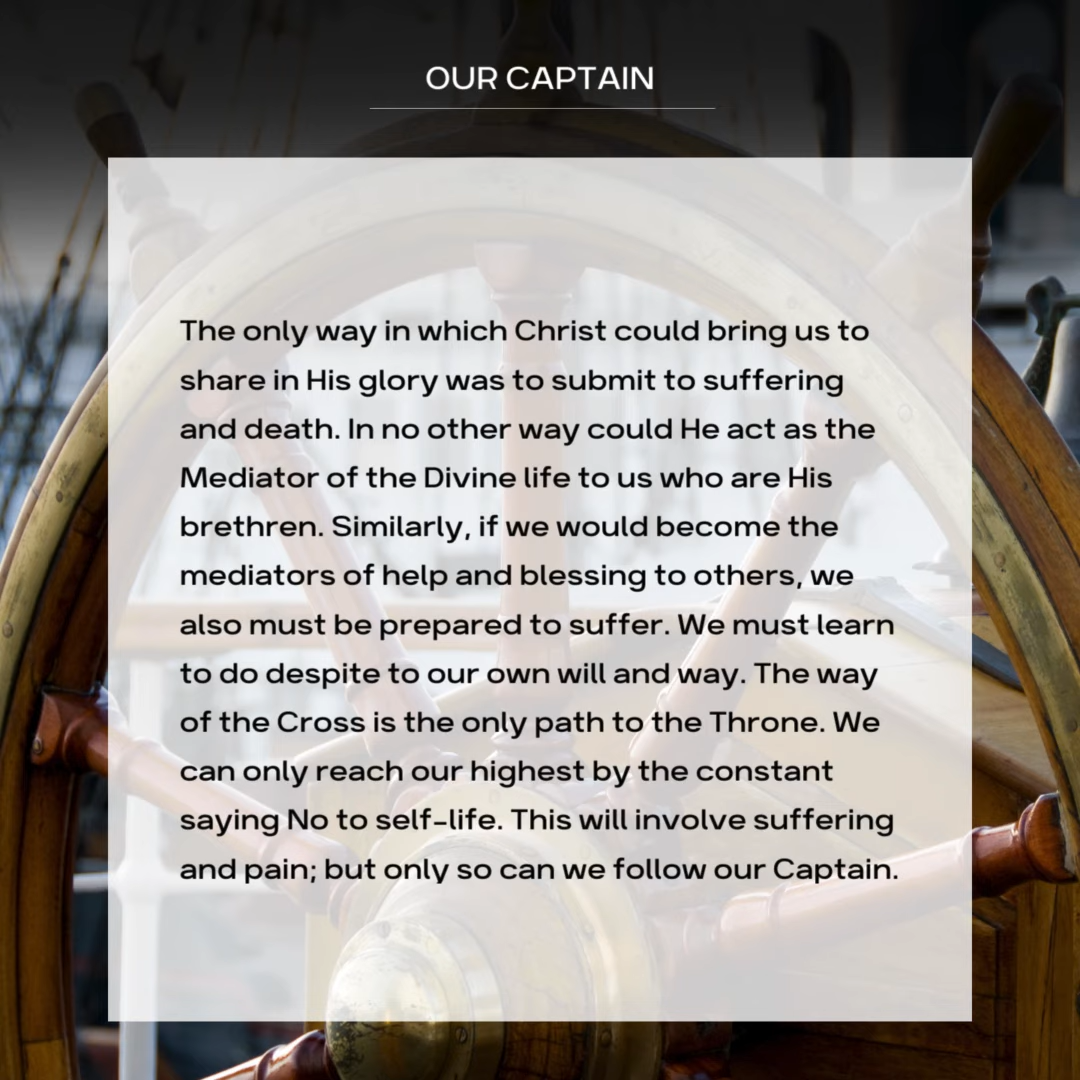 OUR CAPTAIN
The only way in which Christ could bring us to
share in His glory was to submit to suffering
and death. In no other way could He act as the
Mediator of the Divine life to us who are His
brethren. Similarly, if we would become the
mediators of help and blessing to others, we
also must be prepared to suffer. We must learn
to do despite to our own will and way. The way
of the Cross is the only path to the Throne. We
can only reach our highest by the constant
saying No to self-life. This will involve suffering
and pain; but only so can we follow our Captain.